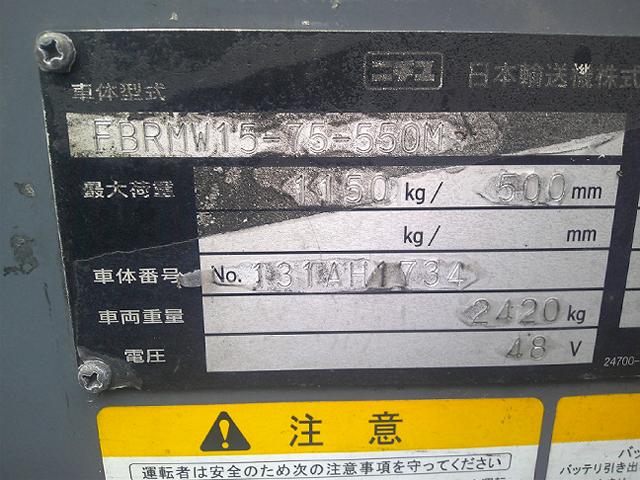 ニチユ 日本輸送機株式
車体型式
FBRMW15-75-550M
最大荷重 1150 kg/ 500 mm
kg/ mm
車体番号 No. 131AH1734
車両重量 2420 kg
電圧 48 V
24700-
注意
運転者は安全のため次の注意事項を守ってください
バッ
バッテリ引き出